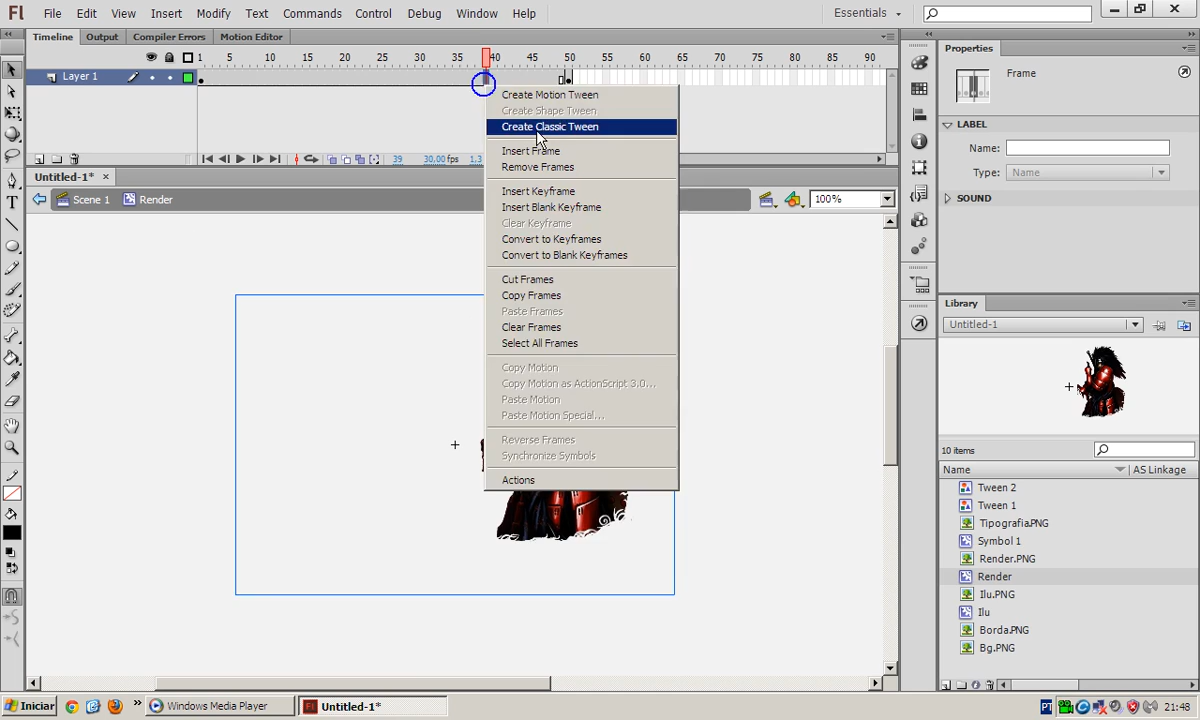 Fl File Edit View Insert Modify Text Commands Control Debug Window Help Essentials
Timeline Output Compiler Errors Motion Editor
1 5 10 15 20 25 30 35 40 45 50 55 60 65 70 75 80 85 90
Layer 1
39 30,00 fps 1,3
Untitled-1*
Scene 1 Render 100%
Create Motion Tween
Create Shape Tween
Create Classic Tween
Insert Frame
Remove Frames
Insert Keyframe
Insert Blank Keyframe
Clear Keyframe
Convert to Keyframes
Convert to Blank Keyframes
Cut Frames
Copy Frames
Paste Frames
Clear Frames
Select All Frames
Copy Motion
Copy Motion as ActionScript 3.0...
Paste Motion
Paste Motion Special...
Reverse Frames
Synchronize Symbols
Actions
Properties
Frame
LABEL
Name:
Type: Name
SOUND
Library
Untitled-1
10 items
Name AS Linkage
Tween 2
Tween 1
Tipografia.PNG
Symbol 1
Render.PNG
Render
Ilu.PNG
Ilu
Borda.PNG
Bg.PNG
Iniciar » Windows Media Player Fl Untitled-1* PT 21:48